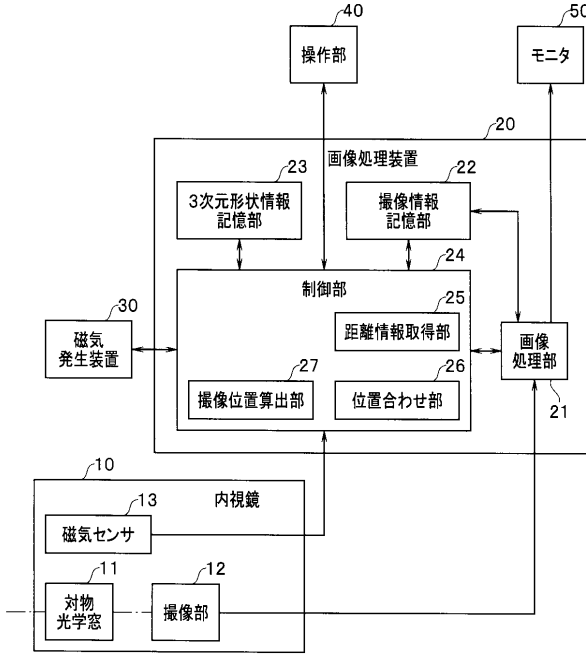 40
操作部
50
モニタ
20
画像処理装置
23
3次元形状情報
記憶部
22
撮像情報
記憶部
24
制御部
25
距離情報取得部
30
磁気
発生装置
画像
処理部
21
27
撮像位置算出部
26
位置合わせ部
10
内視鏡
13
磁気センサ
11
対物
光学窓
12
撮像部